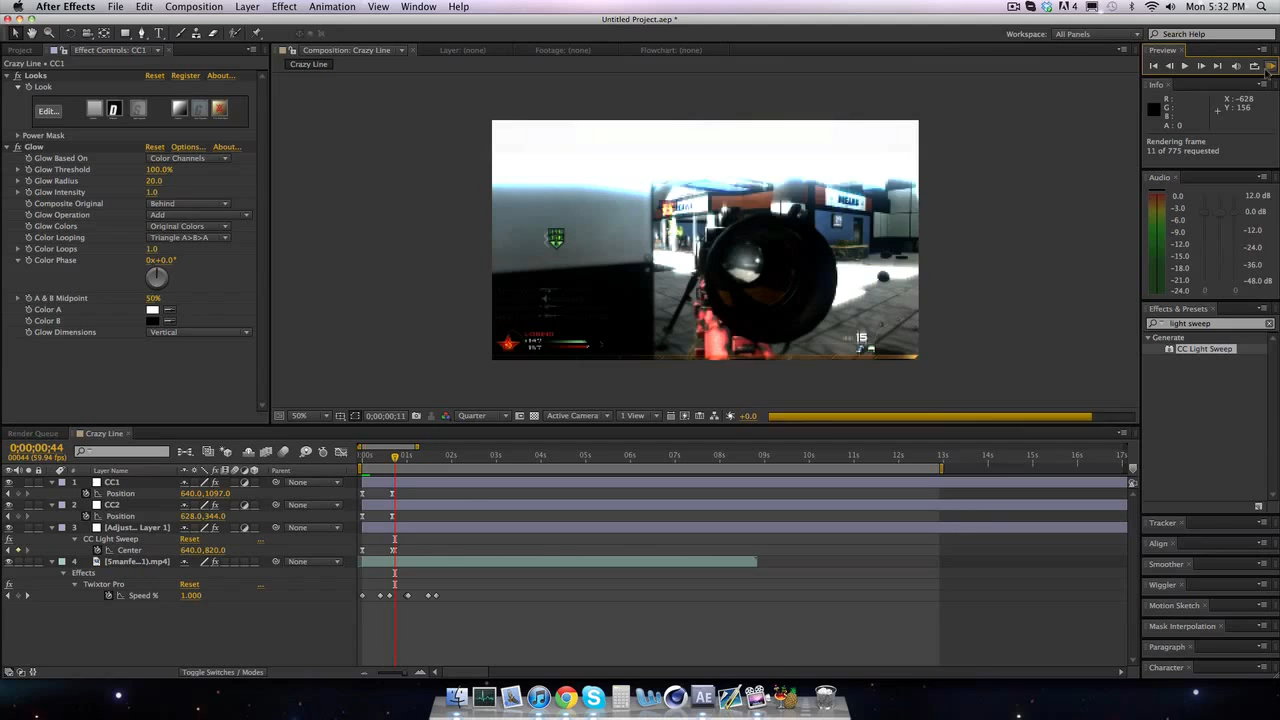 After Effects File Edit Composition Layer Effect Animation View Window Help 4 Mon 5:32 PM
Untitled Project.aep *
Workspace: All Panels Search Help
Project Effect Controls: CC1 Composition: Crazy Line Layer: (none) Footage: (none) Flowchart: (none) Preview
Crazy Line • CC1
Crazy Line
Looks Reset Register About...
Look
Edit...
Power Mask
Glow Reset Options... About...
Glow Based On Color Channels
Glow Threshold 100.0%
Glow Radius 20.0
Glow Intensity 1.0
Composite Original Behind
Glow Operation Add
Glow Colors Original Colors
Color Looping Triangle A>B>A
Color Loops 1.0
Color Phase 0x+0.0°
A & B Midpoint 50%
Color A
Color B
Glow Dimensions Vertical
BREAKS
15
Info
R : X : -628
G : Y : 156
B :
A : 0
Rendering frame
11 of 775 requested
Audio
0.0 12.0 dB
-3.0
-6.0 0.0 dB
-9.0
-12.0 -12.0 dB
-15.0 -24.0
-18.0 -36.0
-21.0 -48.0 dB
-24.0 0 0
Effects & Presets
light sweep
Generate
CC Light Sweep
50% 0;00;00;11 Quarter Active Camera 1 View +0.0
Render Queue Crazy Line
0;00;00;44
00044 (59.94 fps)
# Layer Name Parent
):00s 01s 02s 03s 04s 05s 06s 07s 08s 09s 10s 11s 12s 13s 14s 15s 16s 17s
1 CC1 None
Position 640.0,1097.0
2 CC2 None
Position 628.0,344.0
3 [Adjust... Layer 1] None
CC Light Sweep Reset ...
Center 640.0,820.0
4 [Smanfe...1).mp4] None
Effects
Twixtor Pro Reset ...
Speed % 1.000
Toggle Switches / Modes
Tracker
Align
Smoother
Wiggler
Motion Sketch
Mask Interpolation
Paragraph
Character